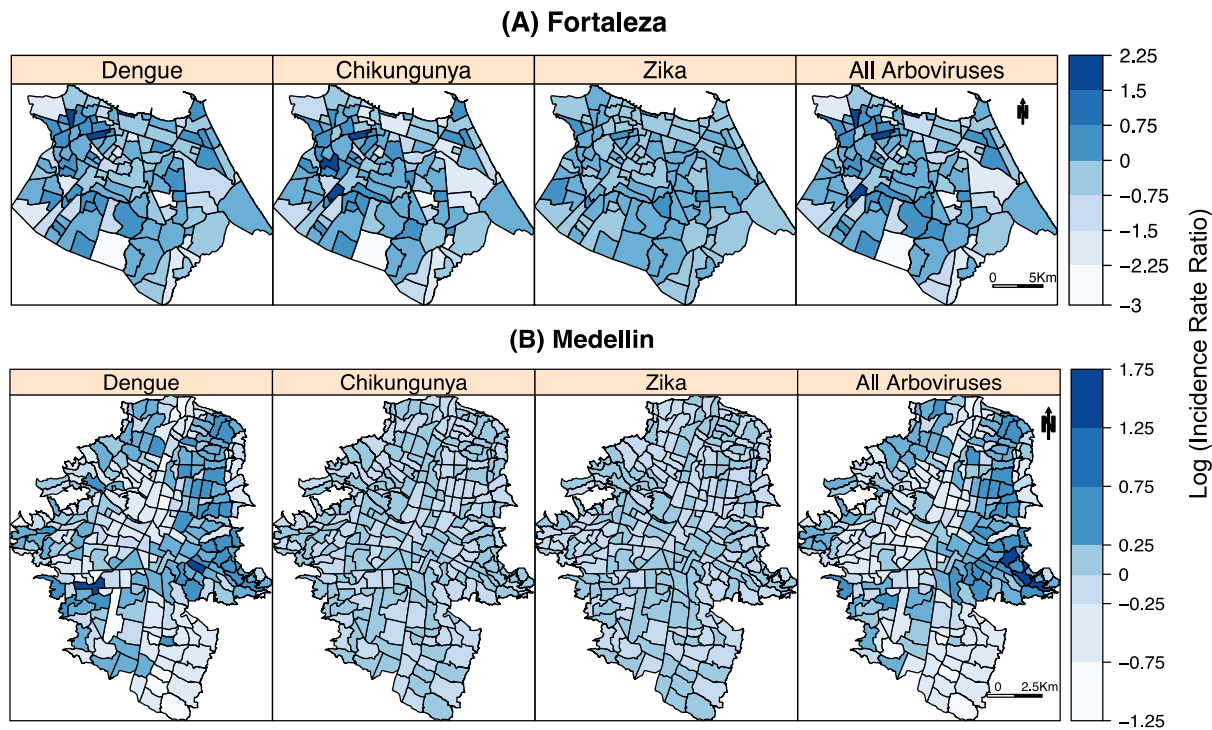 (A) Fortaleza
Dengue Chikungunya Zika All Arboviruses
N
0 5Km
2.25
1.5
0.75
0
−0.75
−1.5
−2.25
−3
(B) Medellin
Dengue Chikungunya Zika All Arboviruses
N
0 2.5Km
1.75
1.25
0.75
0.25
0
−0.25
−0.75
−1.25
Log (Incidence Rate Ratio)